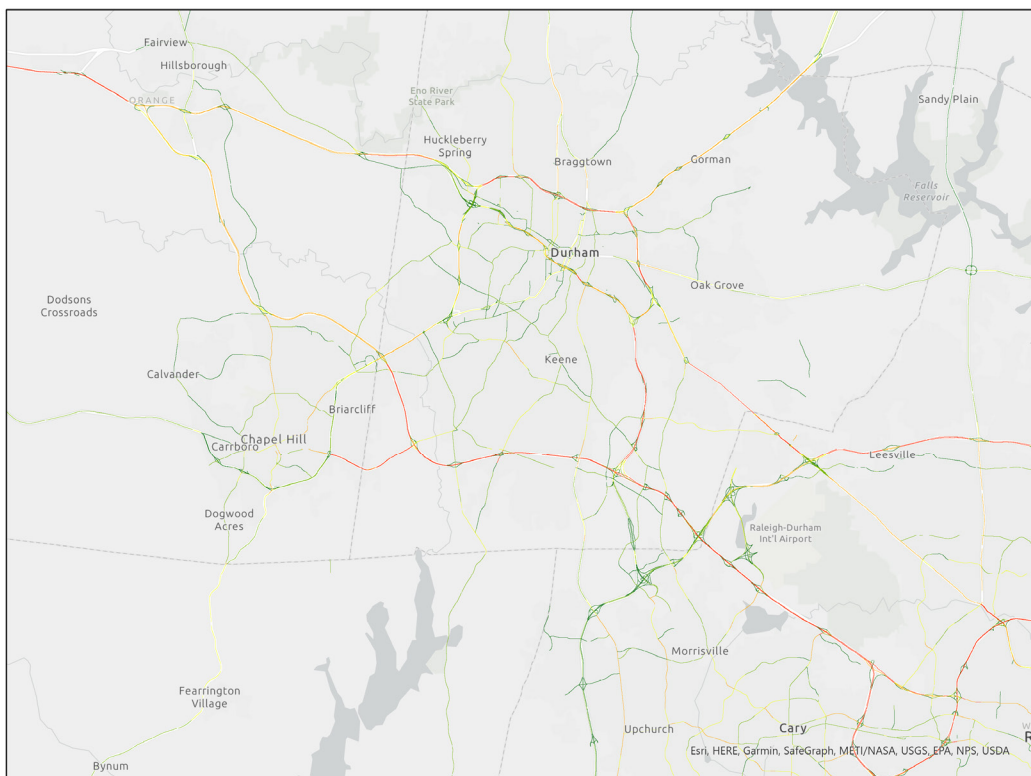 Fairview
Hillsborough
ORANGE
Eno River
State Park
Sandy Plain
Huckleberry
Spring
Braggtown
Gorman
Falls
Reservoir
Durham
Oak Grove
Dodsons
Crossroads
Keene
Calvander
Briarcliff
Chapel Hill
Carrboro
Leesville
Dogwood
Acres
Raleigh-Durham
Int'l Airport
Morrisville
Fearrington
Village
Upchurch
Cary
Esri, HERE, Garmin, SafeGraph, METI/NASA, USGS, EPA, NPS, USDA
Bynum